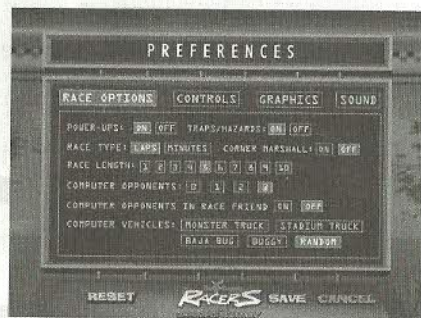 PREFERENCES
RACE OPTIONS CONTROLS GRAPHICS SOUND
POWER-UPS: ON OFF TRAPS/HAZARDS: ON OFF
RACE TYPE: LAPS MINUTES CORNER MARSHALL: ON OFF
RACE LENGTH: 1 2 3 4 5 6 7 8 9 10
COMPUTER OPPONENTS: 0 1 2 3
COMPUTER OPPONENTS IN RACE FRIEND ON OFF
COMPUTER VEHICLES: MONSTER TRUCK STADIUM TRUCK
BAJA BUG BUGGY RANDOM
RESET RACERS SAVE CANCEL